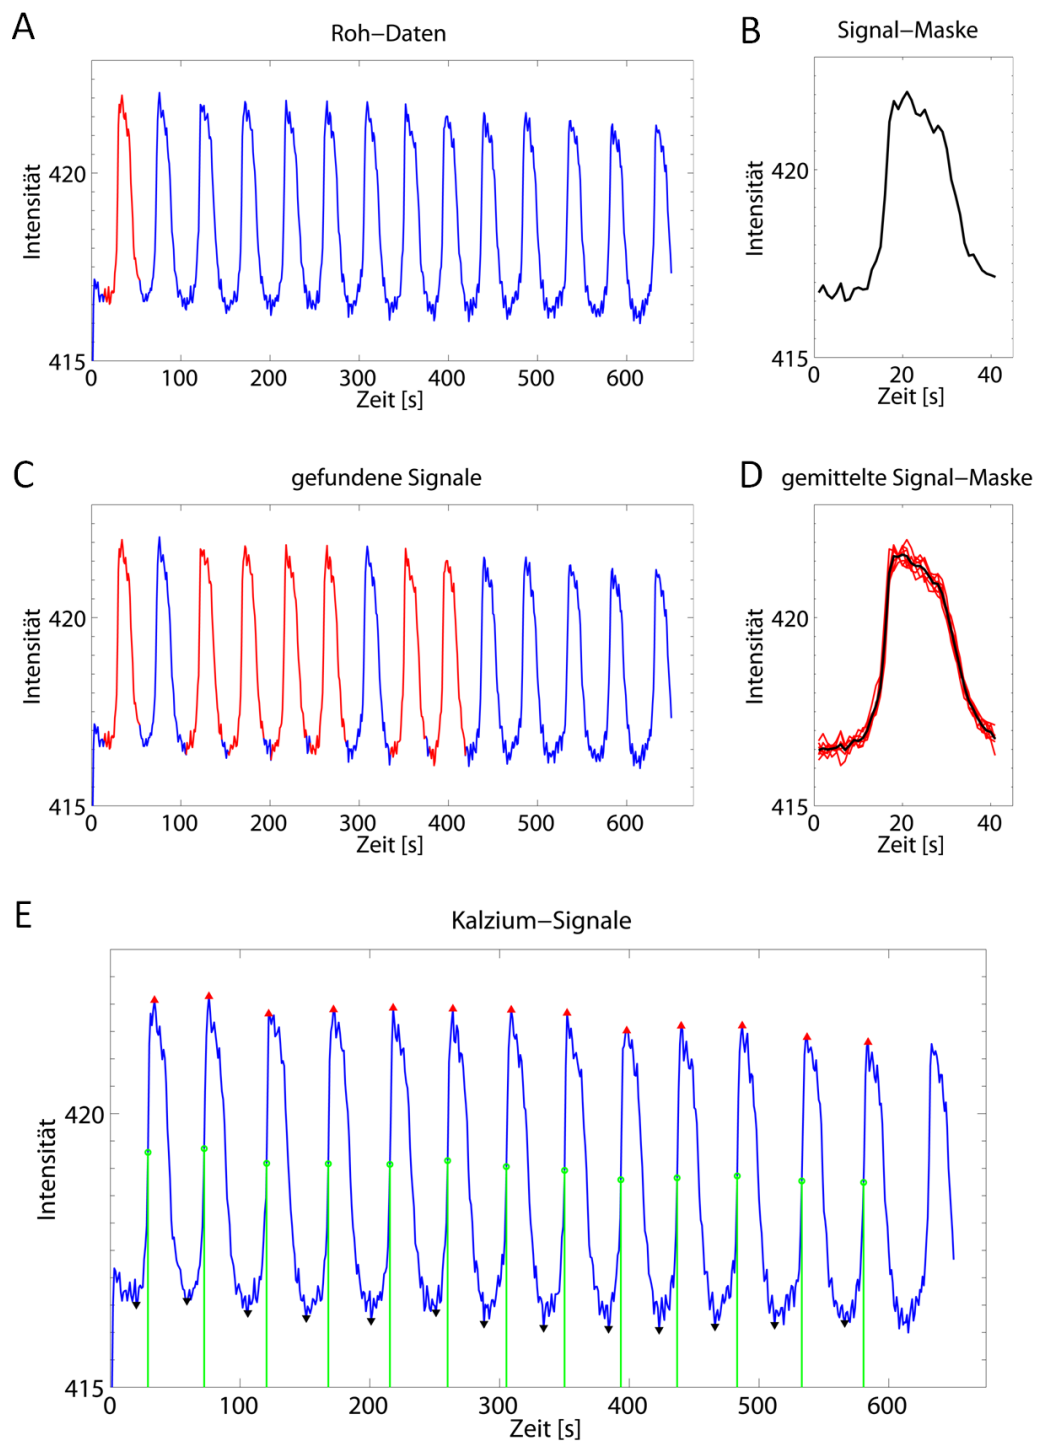 A
Roh–Daten
Intensität
420
415
0 100 200 300 400 500 600
Zeit [s]
B
Signal–Maske
Intensität
420
415
0 20 40
Zeit [s]
C
gefundene Signale
Intensität
420
415
0 100 200 300 400 500 600
Zeit [s]
D
gemittelte Signal–Maske
Intensität
420
415
0 20 40
Zeit [s]
E
Kalzium–Signale
Intensität
420
415
0 100 200 300 400 500 600
Zeit [s]